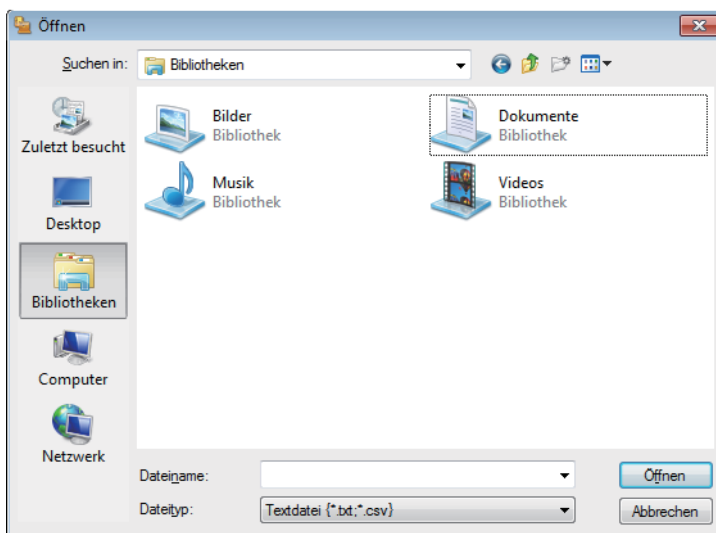 Öffnen
Suchen in: Bibliotheken
Zuletzt besucht
Desktop
Bibliotheken
Computer
Netzwerk
Bilder
Bibliothek
Dokumente
Bibliothek
Musik
Bibliothek
Videos
Bibliothek
Dateiname: Öffnen
Dateityp: Textdatei {*.txt;*.csv} Abbrechen